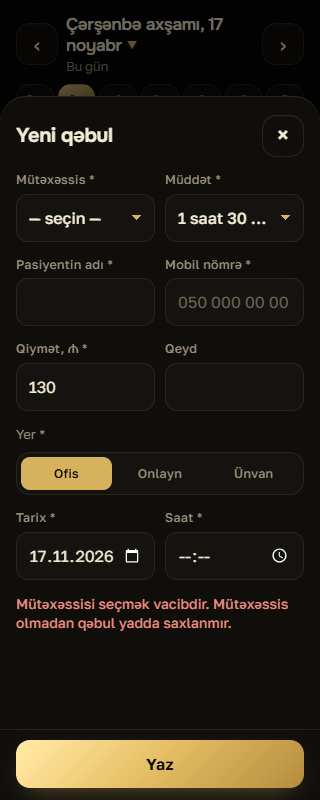 Çərşənbə axşamı, 17
noyabr
Bu gün
Yeni qəbul
Mütəxəssis *
Müddət *
— seçin —
1 saat 30 ...
Pasiyentin adı *
Mobil nömrə *
050 000 00 00
Qiymət, ₼ *
Qeyd
130
Yer *
Ofis
Onlayn
Ünvan
Tarix *
Saat *
17.11.2026
--:--
Mütəxəssisi seçmək vacibdir. Mütəxəssis
olmadan qəbul yadda saxlanmır.
Yaz